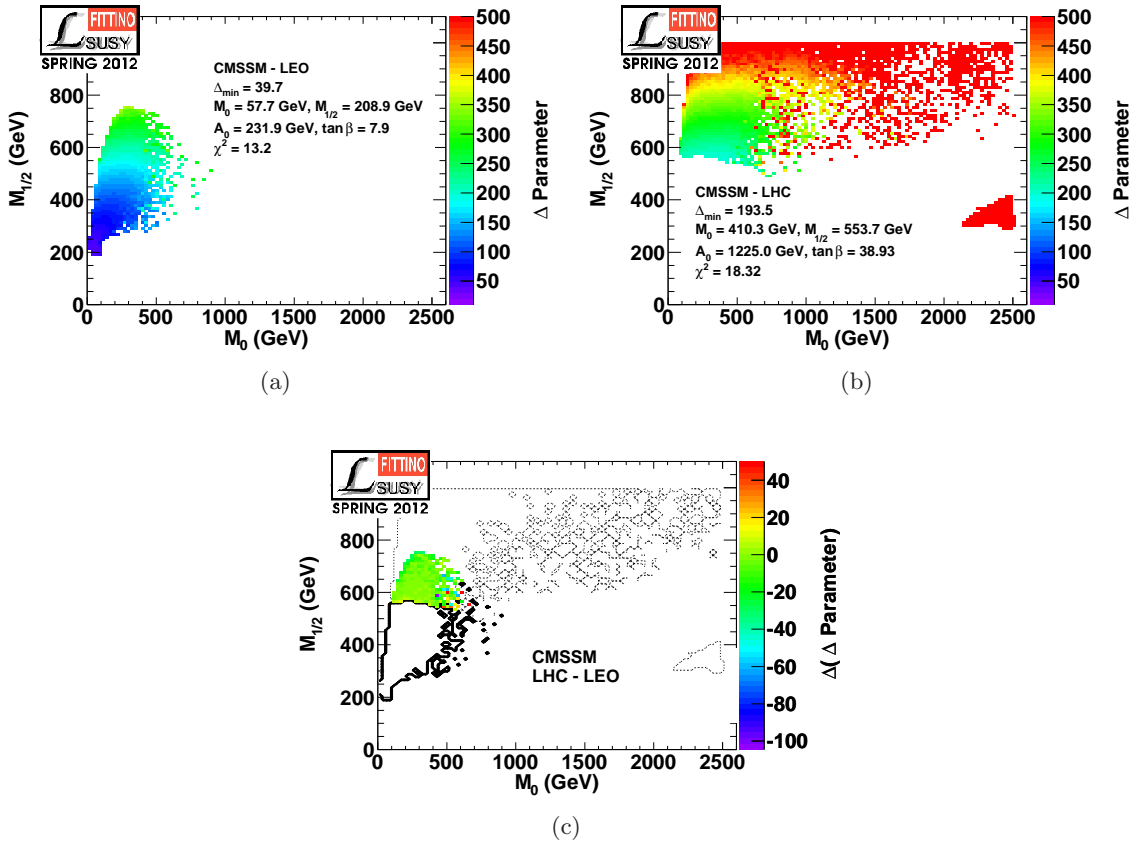 FITTINO
SUSY
SPRING 2012
CMSSM - LEO
Δmin = 39.7
M0 = 57.7 GeV, M1/2 = 208.9 GeV
A0 = 231.9 GeV, tanβ = 7.9
χ2 = 13.2
M1/2 (GeV)
0 200 400 600 800
0 500 1000 1500 2000 2500
M0 (GeV)
50 100 150 200 250 300 350 400 450 500
Δ Parameter
(a)
FITTINO
SUSY
SPRING 2012
CMSSM - LHC
Δmin = 193.5
M0 = 410.3 GeV, M1/2 = 553.7 GeV
A0 = 1225.0 GeV, tanβ = 38.93
χ2 = 18.32
M1/2 (GeV)
0 200 400 600 800
0 500 1000 1500 2000 2500
M0 (GeV)
50 100 150 200 250 300 350 400 450 500
Δ Parameter
(b)
FITTINO
SUSY
SPRING 2012
CMSSM
LHC - LEO
M1/2 (GeV)
0 200 400 600 800
0 500 1000 1500 2000 2500
M0 (GeV)
-100 -80 -60 -40 -20 0 20 40
Δ( Δ Parameter)
(c)